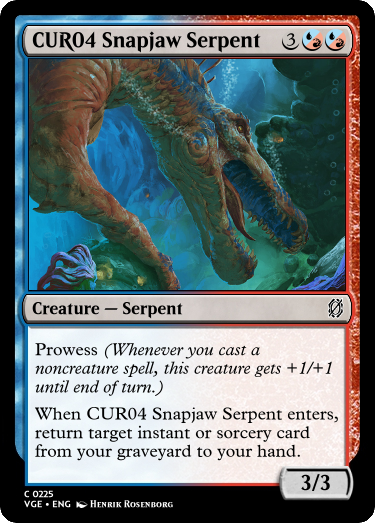 CUR04 Snapjaw Serpent 3
Creature — Serpent
Prowess (Whenever you cast a
noncreature spell, this creature gets +1/+1
until end of turn.)
When CUR04 Snapjaw Serpent enters,
return target instant or sorcery card
from your graveyard to your hand.
3/3
C 0225
VGE • ENG Henrik Rosenborg